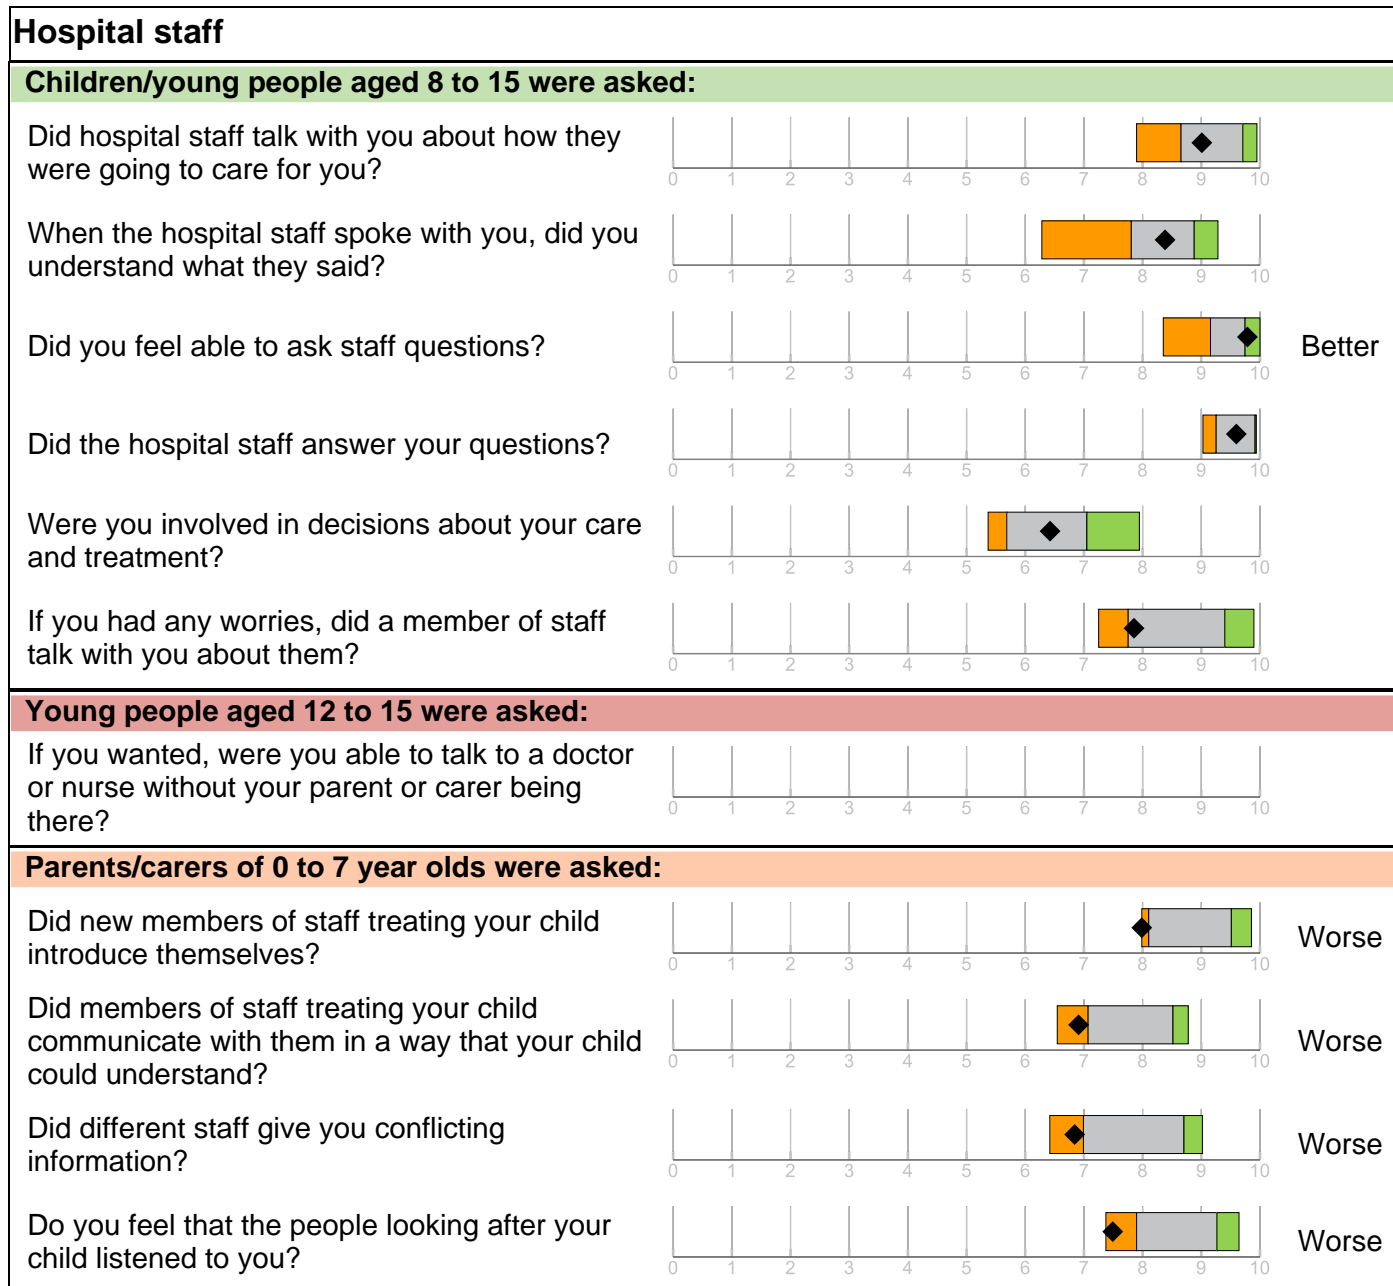 Hospital staff
Children/young people aged 8 to 15 were asked:
Did hospital staff talk with you about how they
were going to care for you?
0 1 2 3 4 5 6 7 8 9 10
When the hospital staff spoke with you, did you
understand what they said?
0 1 2 3 4 5 6 7 8 9 10
Did you feel able to ask staff questions?
Better
0 1 2 3 4 5 6 7 8 9 10
Did the hospital staff answer your questions?
0 1 2 3 4 5 6 7 8 9 10
Were you involved in decisions about your care
and treatment?
0 1 2 3 4 5 6 7 8 9 10
If you had any worries, did a member of staff
talk with you about them?
0 1 2 3 4 5 6 7 8 9 10
Young people aged 12 to 15 were asked:
If you wanted, were you able to talk to a doctor
or nurse without your parent or carer being
there?
0 1 2 3 4 5 6 7 8 9 10
Parents/carers of 0 to 7 year olds were asked:
Did new members of staff treating your child
introduce themselves?
Worse
0 1 2 3 4 5 6 7 8 9 10
Did members of staff treating your child
communicate with them in a way that your child
could understand?
Worse
0 1 2 3 4 5 6 7 8 9 10
Did different staff give you conflicting
information?
Worse
0 1 2 3 4 5 6 7 8 9 10
Do you feel that the people looking after your
child listened to you?
Worse
0 1 2 3 4 5 6 7 8 9 10